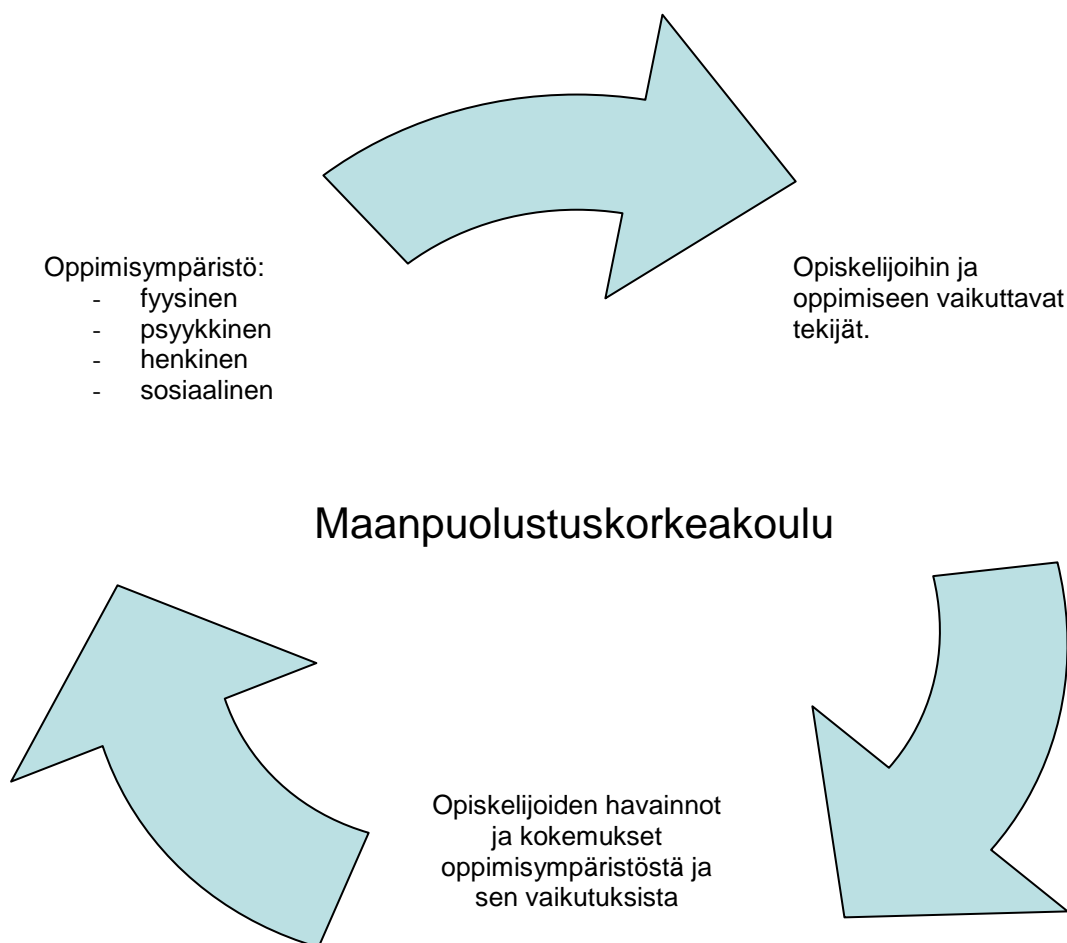 Oppimisympäristö:
- fyysinen
- psyykkinen
- henkinen
- sosiaalinen
Opiskelijoihin ja
oppimiseen vaikuttavat
tekijät.
Maanpuolustuskorkeakoulu
Opiskelijoiden havainnot
ja kokemukset
oppimisympäristöstä ja
sen vaikutuksista